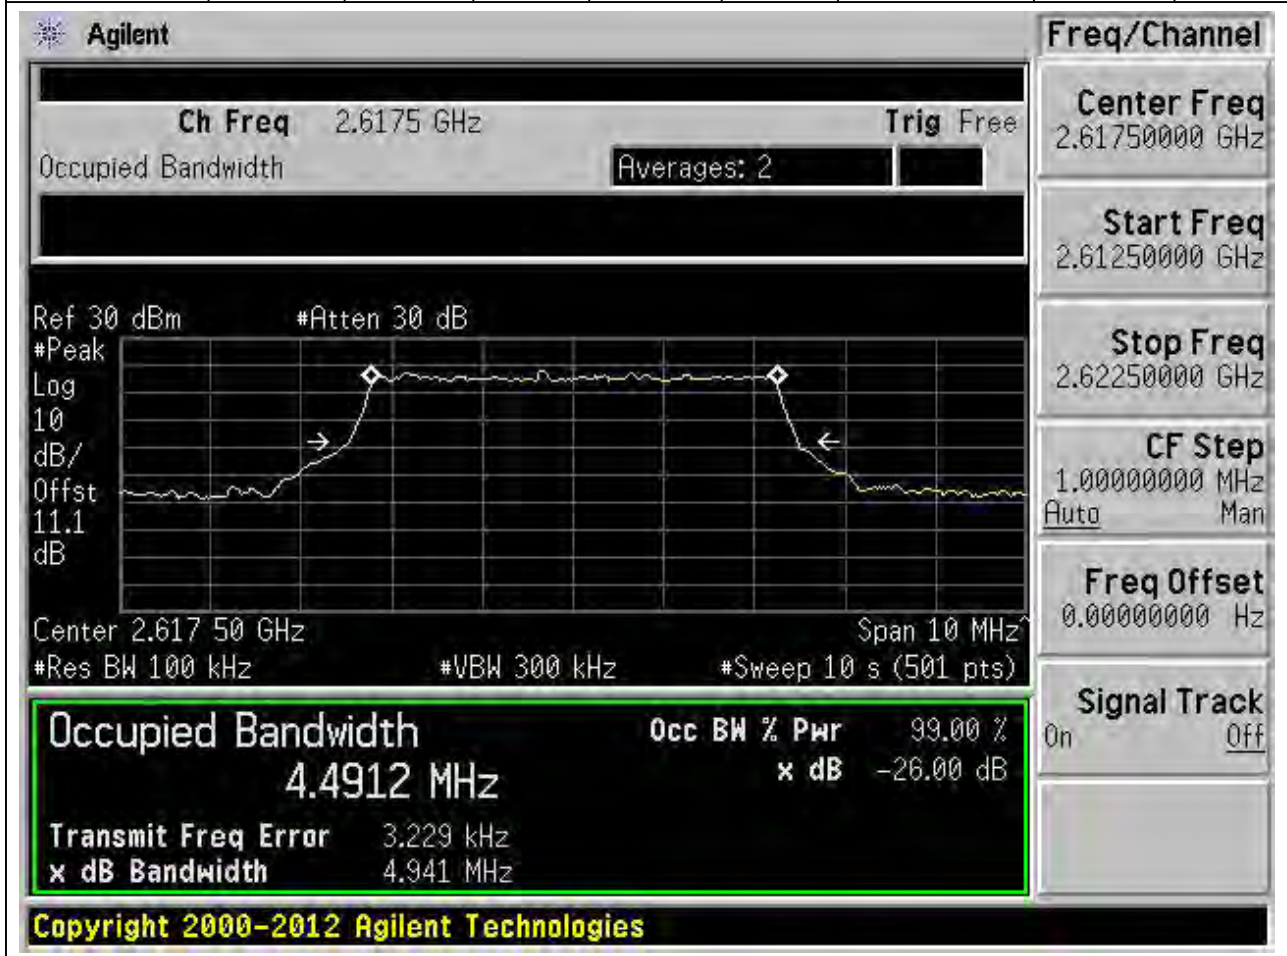 Agilent
Freq/Channel
Ch Freq 2.6175 GHz Trig Free
Occupied Bandwidth Averages: 2
Center Freq
2.61750000 GHz
Start Freq
2.61250000 GHz
Stop Freq
2.62250000 GHz
CF Step
1.00000000 MHz
Auto Man
Freq Offset
0.00000000 Hz
Signal Track
On Off
Ref 30 dBm #Atten 30 dB
#Peak
Log
10
dB/
Offst
11.1
dB
Center 2.617 50 GHz Span 10 MHz^
#Res BW 100 kHz #VBW 300 kHz #Sweep 10 s (501 pts)
Occupied Bandwidth Occ BW % Pwr 99.00 %
4.4912 MHz x dB -26.00 dB
Transmit Freq Error 3.229 kHz
x dB Bandwidth 4.941 MHz
Copyright 2000-2012 Agilent Technologies